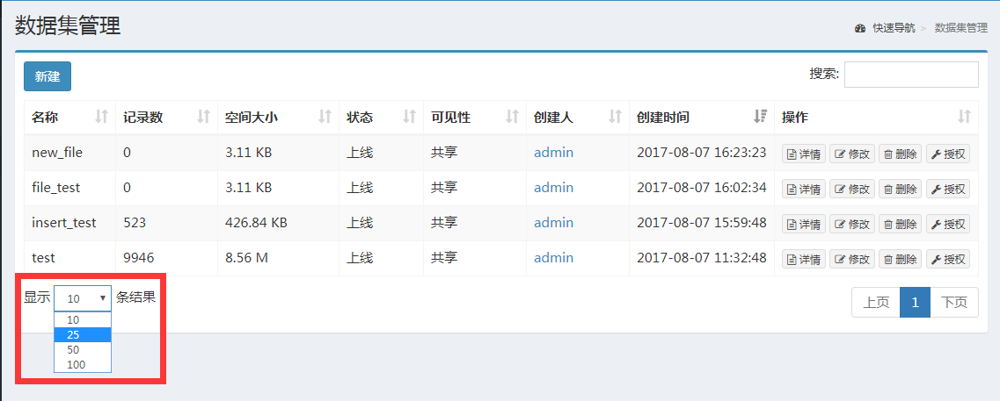 数据集管理
快速导航 > 数据集管理
新建
搜索:
名称 记录数 空间大小 状态 可见性 创建人 创建时间 操作
new_file 0 3.11 KB 上线 共享 admin 2017-08-07 16:23:23 详情 修改 删除 授权
file_test 0 3.11 KB 上线 共享 admin 2017-08-07 16:02:34 详情 修改 删除 授权
insert_test 523 426.84 KB 上线 共享 admin 2017-08-07 15:59:48 详情 修改 删除 授权
test 9946 8.56 M 上线 共享 admin 2017-08-07 11:32:48 详情 修改 删除 授权
显示 10 条结果
10
25
50
100
上页 1 下页